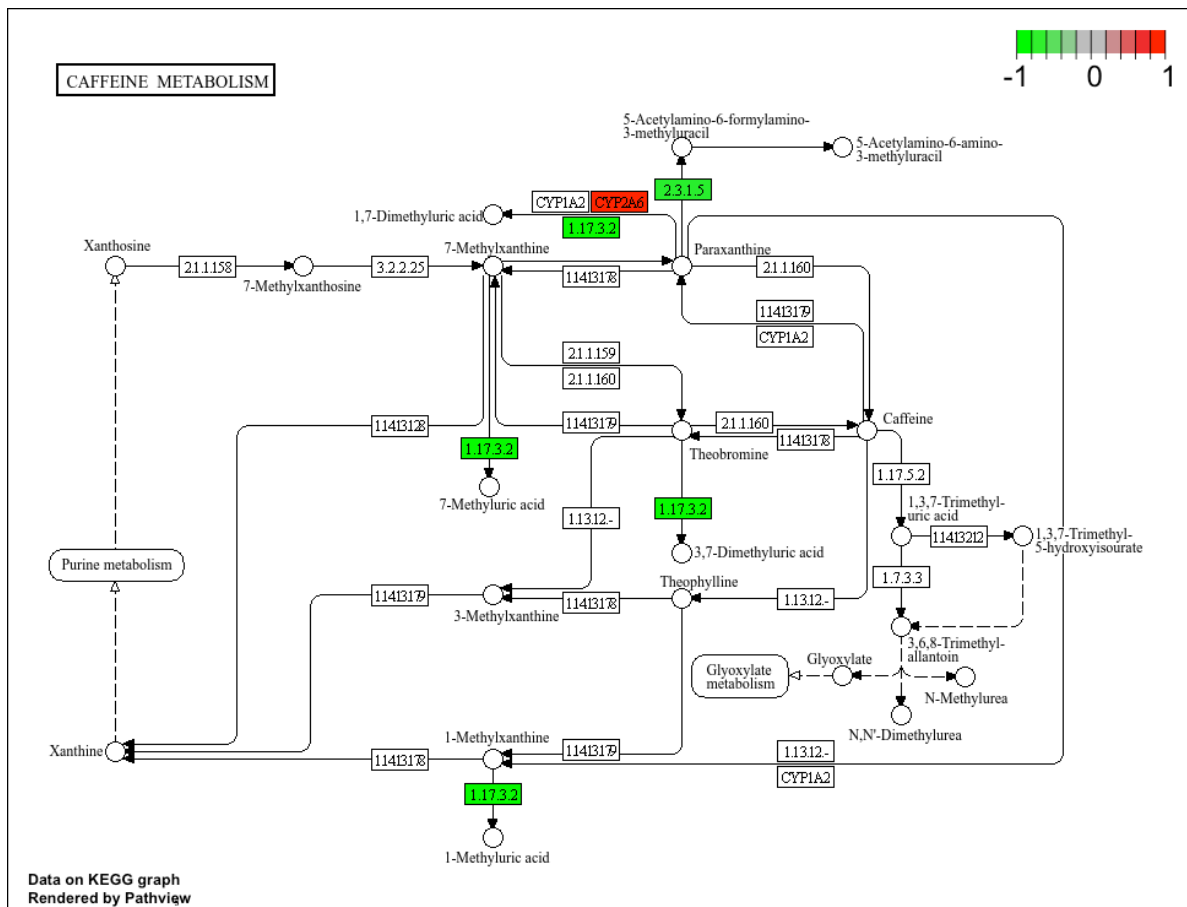 -1 0 1
CAFFEINE METABOLISM
5-Acetylamino-6-formylamino-
3-methyluracil
5-Acetylamino-6-amino-
3-methyluracil
2.3.1.5
CYP1A2 CYP2A6
1,7-Dimethyluric acid
1.17.3.2
Xanthosine
7-Methylxanthine
Paraxanthine
2.1.1.158
3.2.2.25
2.1.1.160
7-Methylxanthosine
1.14.13.178
1.14.13.179
CYP1A2
2.1.1.159
2.1.1.160
Caffeine
1.14.13.128
1.14.13.179
2.1.1.160
1.14.13.178
1.17.3.2
Theobromine
1.17.5.2
7-Methyluric acid
1.17.3.2
1,3,7-Trimethyl-
uric acid
1.13.12.-
1.14.13.212
1,3,7-Trimethyl-
5-hydroxyisourate
3,7-Dimethyluric acid
Purine metabolism
1.7.3.3
Theophylline
1.14.13.179
1.14.13.178
1.13.12.-
3-Methylxanthine
3,6,8-Trimethyl-
allantoin
Glyoxylate
Glyoxylate
metabolism
N-Methylurea
N,N'-Dimethylurea
Xanthine
1-Methylxanthine
1.14.13.179
1.13.12.-
1.14.13.178
CYP1A2
1.17.3.2
1-Methyluric acid
Data on KEGG graph
Rendered by Pathview